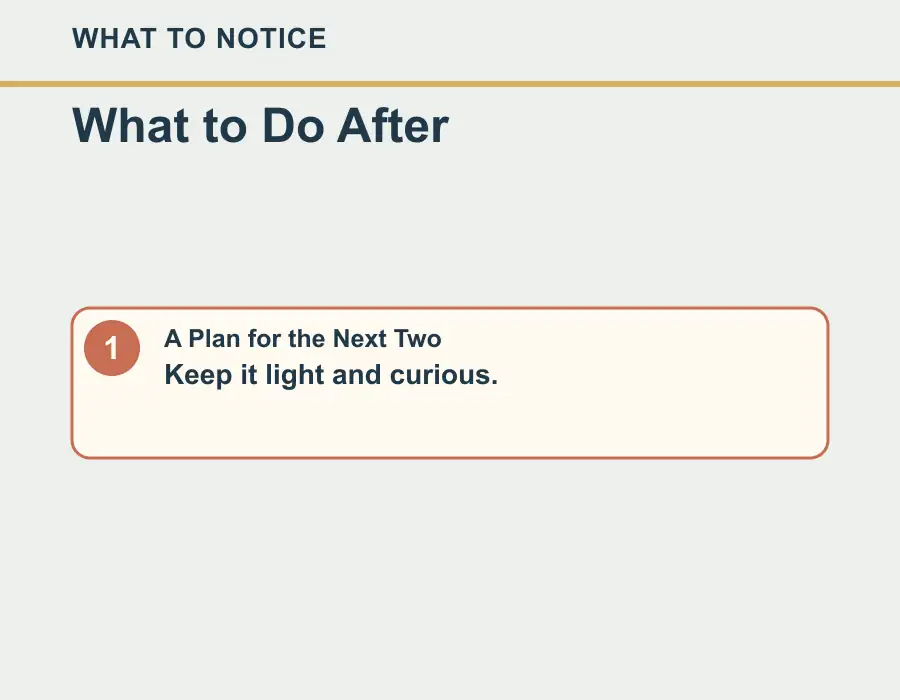 WHAT TO NOTICE
What to Do After
1
A Plan for the Next Two
Keep it light and curious.